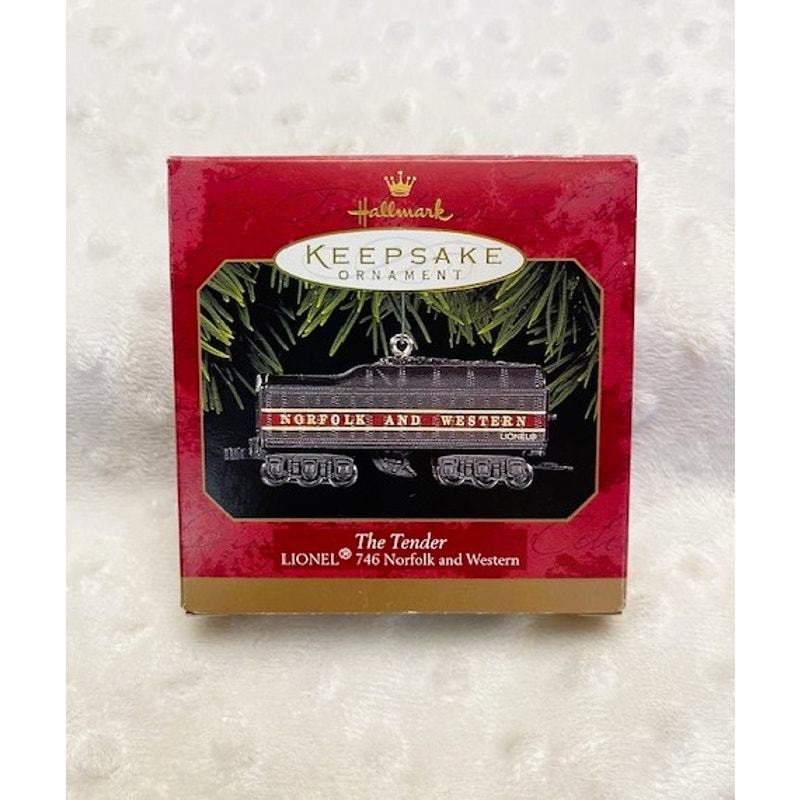 Hallmark
KEEPSAKE
ORNAMENT
NORFOLK AND WESTERN
LIONEL®
The Tender
LIONEL® 746 Norfolk and Western